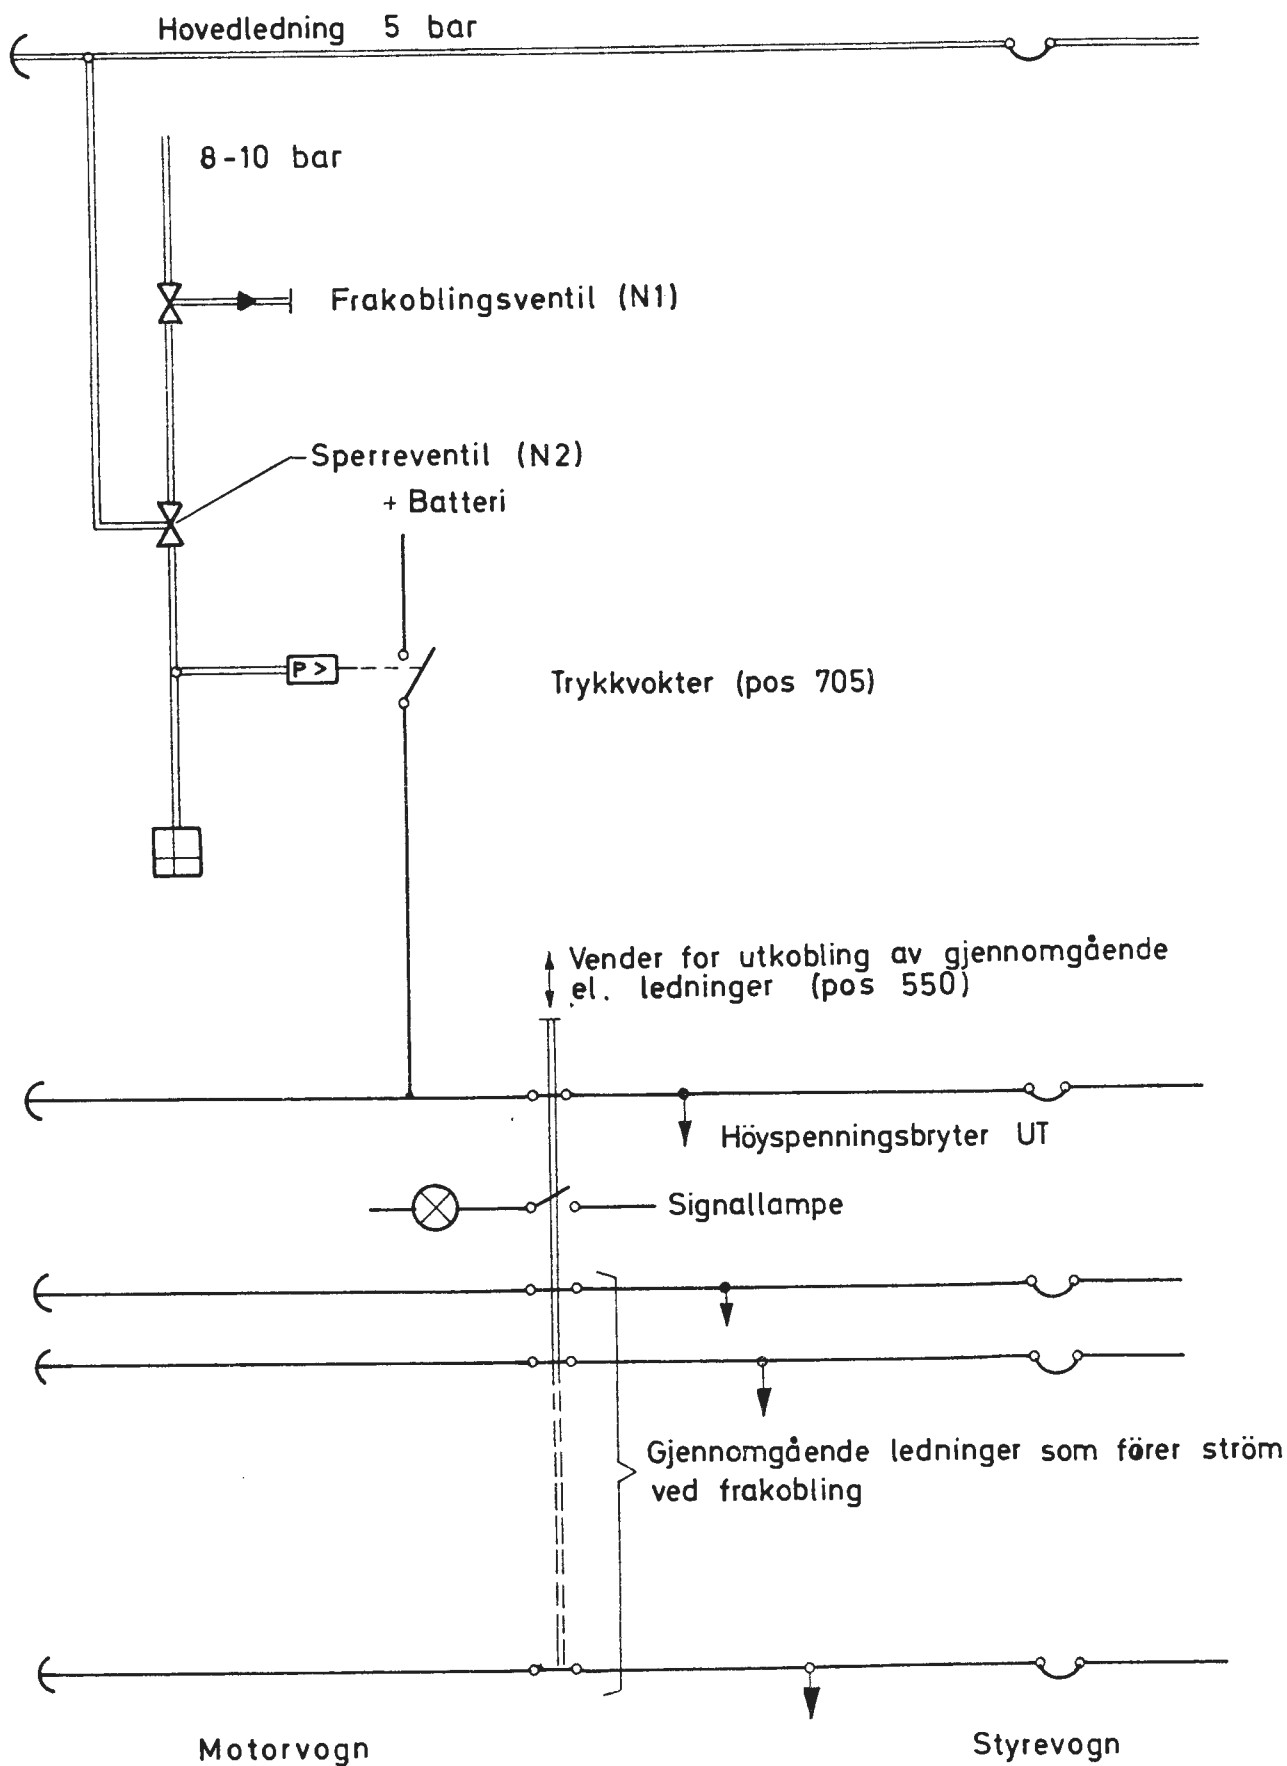 Hovedledning 5 bar
8-10 bar
Frakoblingsventil (N1)
Sperreventil (N2)
+ Batteri
P >
Trykkvokter (pos 705)
Vender for utkobling av gjennomgående
el. ledninger (pos 550)
Höyspenningsbryter UT
Signallampe
Gjennomgående ledninger som förer ström
ved frakobling
Motorvogn
Styrevogn